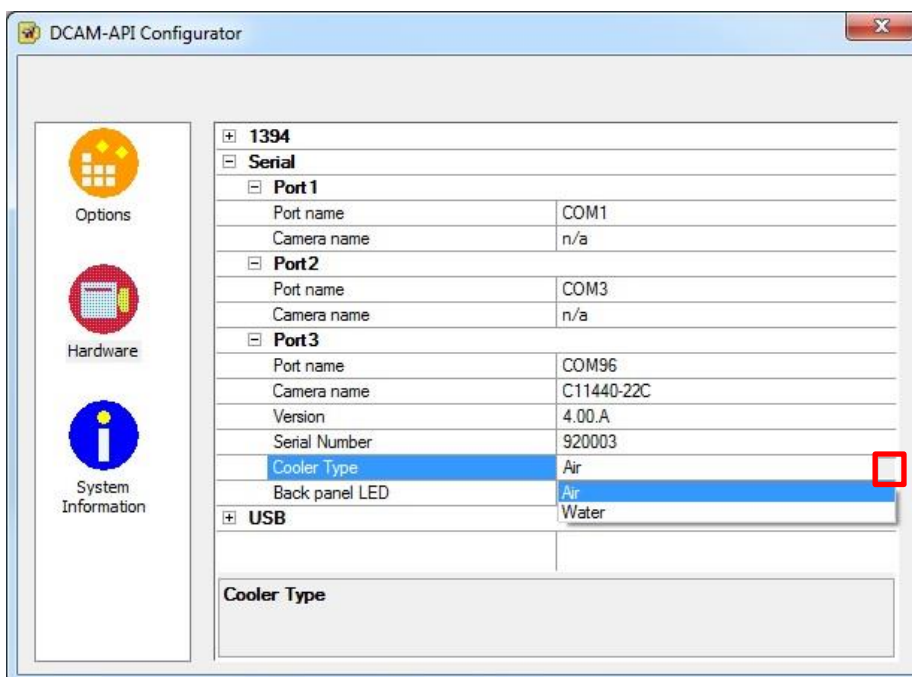 DCAM-API Configurator
Options
Hardware
System
Information
1394
Serial
Port1
Port name COM1
Camera name n/a
Port2
Port name COM3
Camera name n/a
Port3
Port name COM96
Camera name C11440-22C
Version 4.00.A
Serial Number 920003
Cooler Type Air
Back panel LED Air
Water
USB
Cooler Type